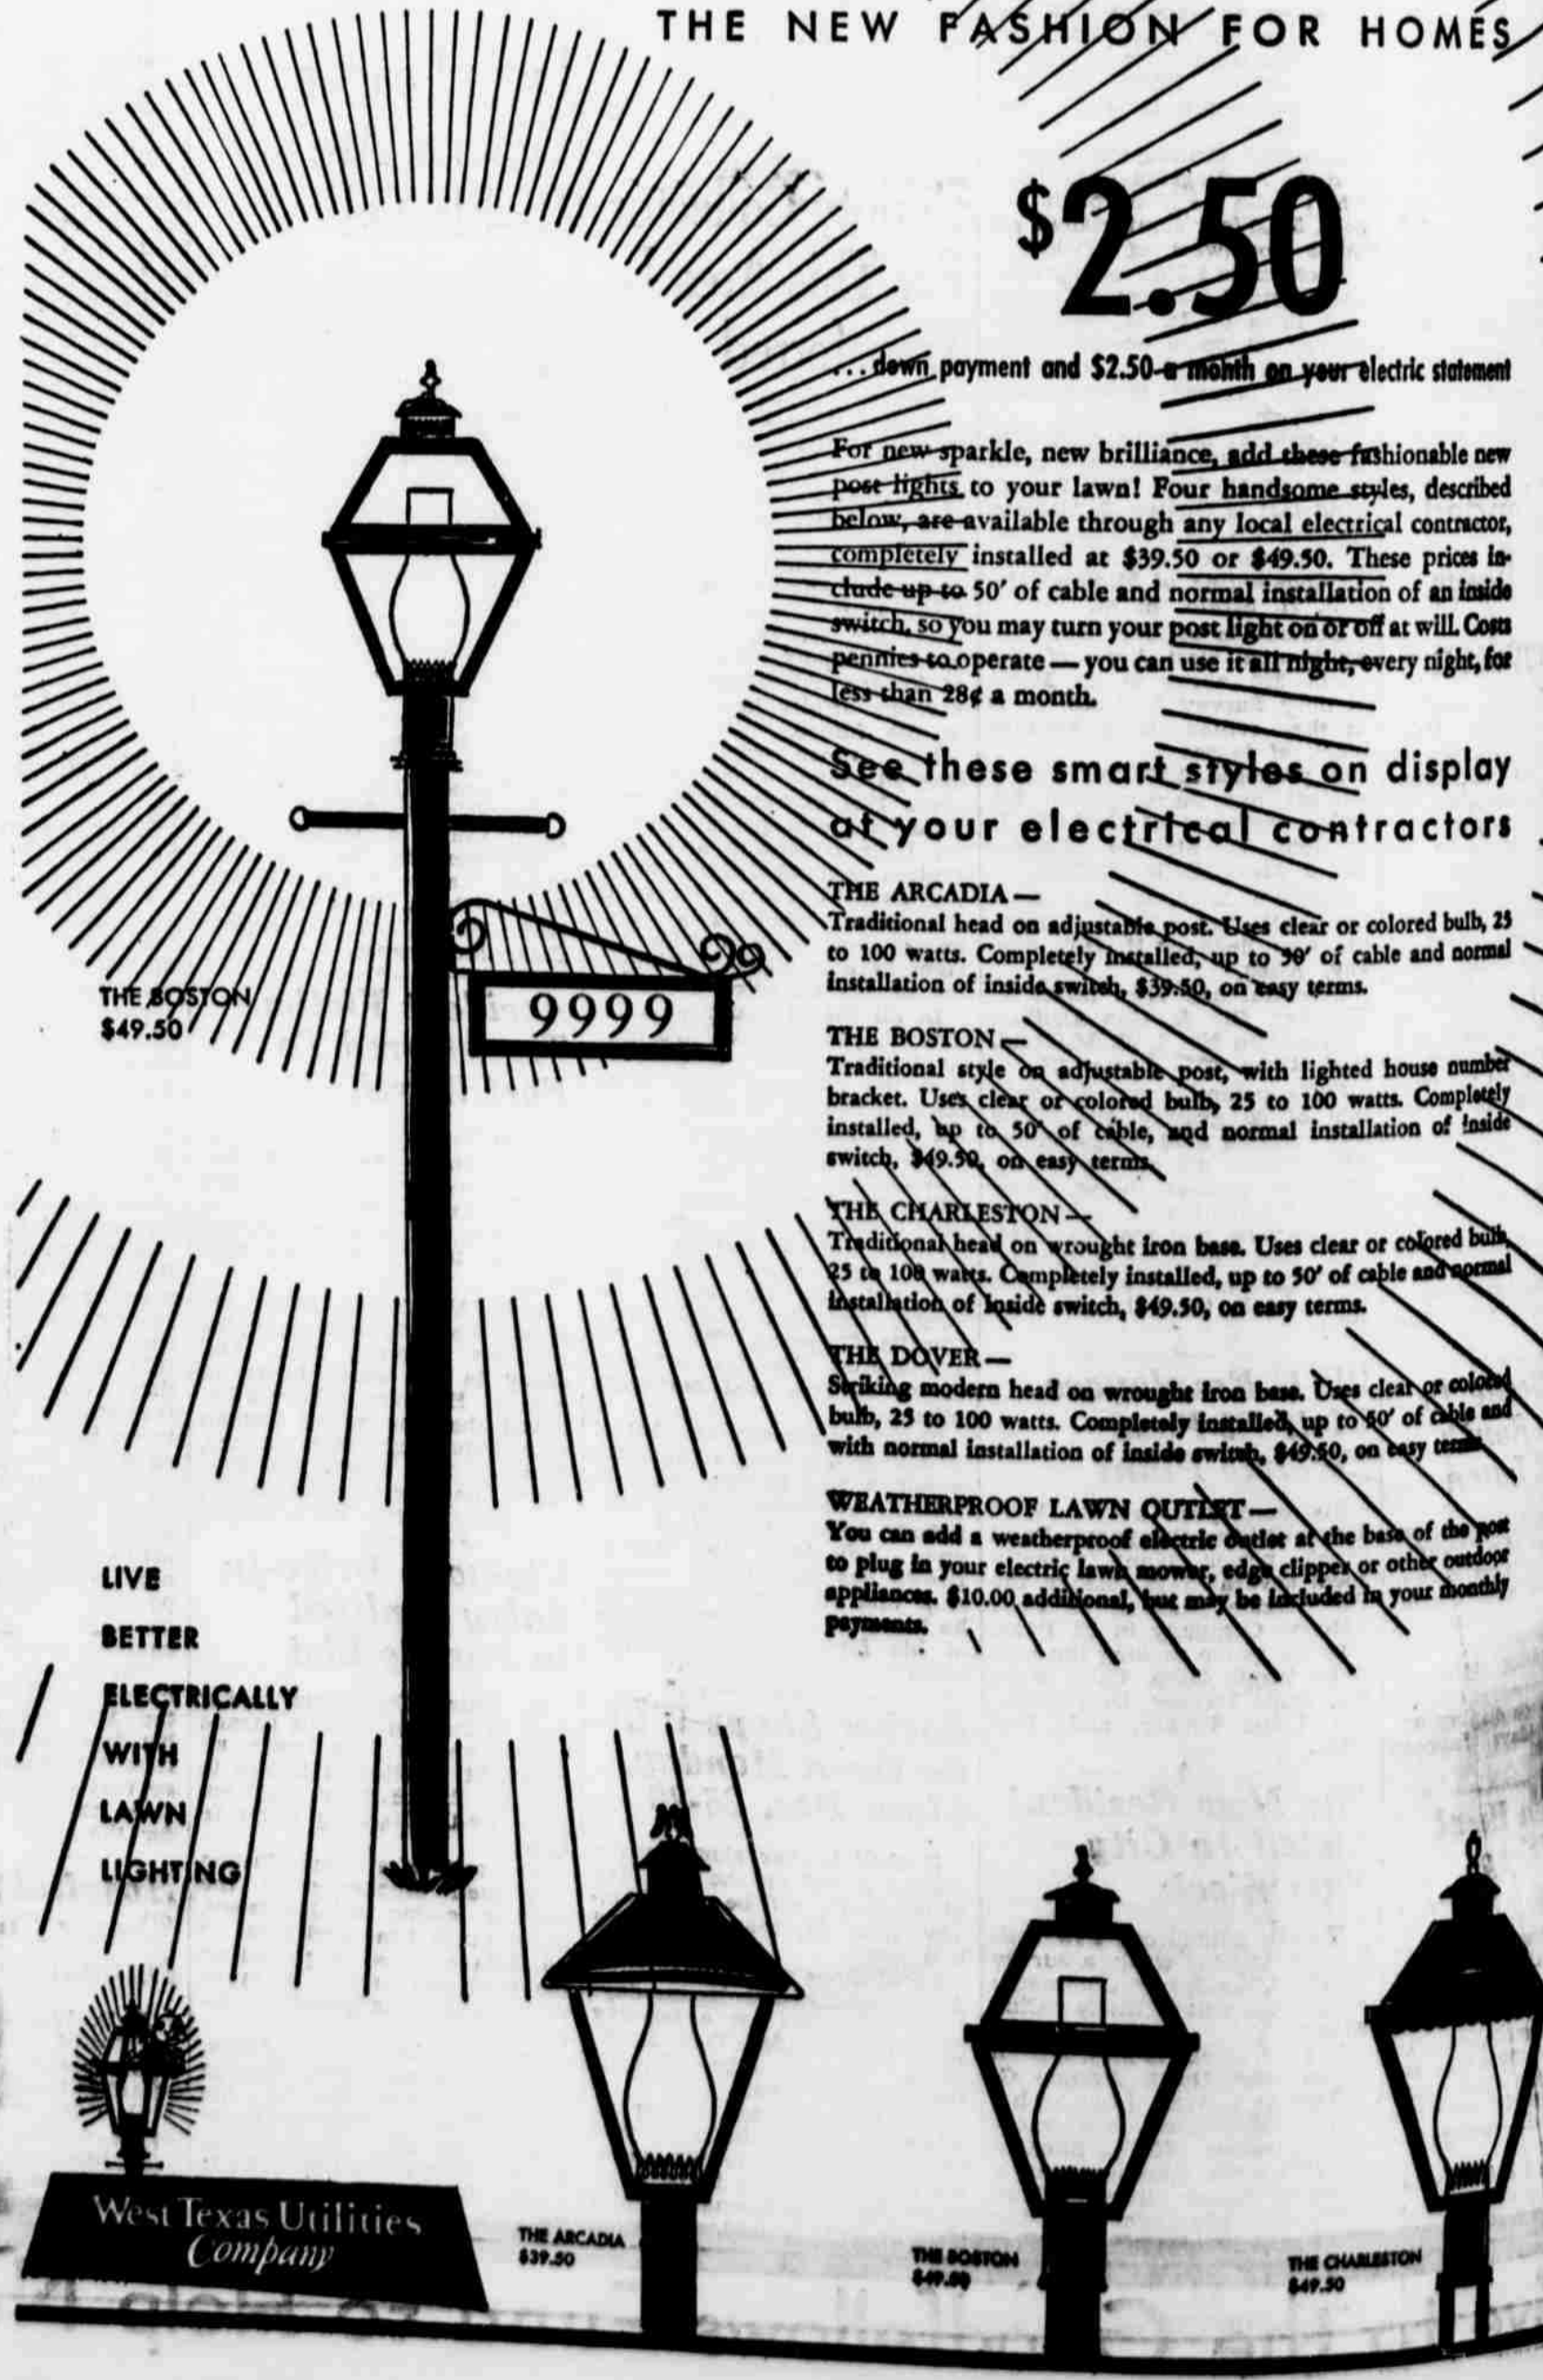 THE NEW FASHION FOR HOMES
$2.50
...down payment and $2.50 a month on your electric statement
For new sparkle, new brilliance, add these fashionable new
post lights to your lawn! Four handsome styles, described
below, are available through any local electrical contractor,
completely installed at $39.50 or $49.50. These prices in-
clude up to 50' of cable and normal installation of an inside
switch, so you may turn your post light on or off at will. Costs
pennies to operate — you can use it all night, every night, for
less than 28¢ a month.
See these smart styles on display
at your electrical contractors
THE ARCADIA —
Traditional head on adjustable post. Uses clear or colored bulb, 25
to 100 watts. Completely installed, up to 50' of cable and normal
installation of inside switch, $39.50, on easy terms.
THE BOSTON —
Traditional style on adjustable post, with lighted house number
bracket. Uses clear or colored bulb, 25 to 100 watts. Completely
installed, up to 50' of cable, and normal installation of inside
switch, $49.50, on easy terms.
THE CHARLESTON —
Traditional head on wrought iron base. Uses clear or colored bulb,
25 to 100 watts. Completely installed, up to 50' of cable and normal
installation of inside switch, $49.50, on easy terms.
THE DOVER —
Striking modern head on wrought iron base. Uses clear or colored
bulb, 25 to 100 watts. Completely installed, up to 50' of cable and
with normal installation of inside switch, $49.50, on easy terms.
WEATHERPROOF LAWN OUTLET —
You can add a weatherproof electric outlet at the base of the post
to plug in your electric lawn mower, edge clipper or other outdoor
appliances. $10.00 additional, but may be included in your monthly
payments.
THE BOSTON
$49.50
9999
LIVE
BETTER
ELECTRICALLY
WITH
LAWN
LIGHTING
West Texas Utilities
Company
THE ARCADIA
$39.50
THE BOSTON
$49.50
THE CHARLESTON
$49.50